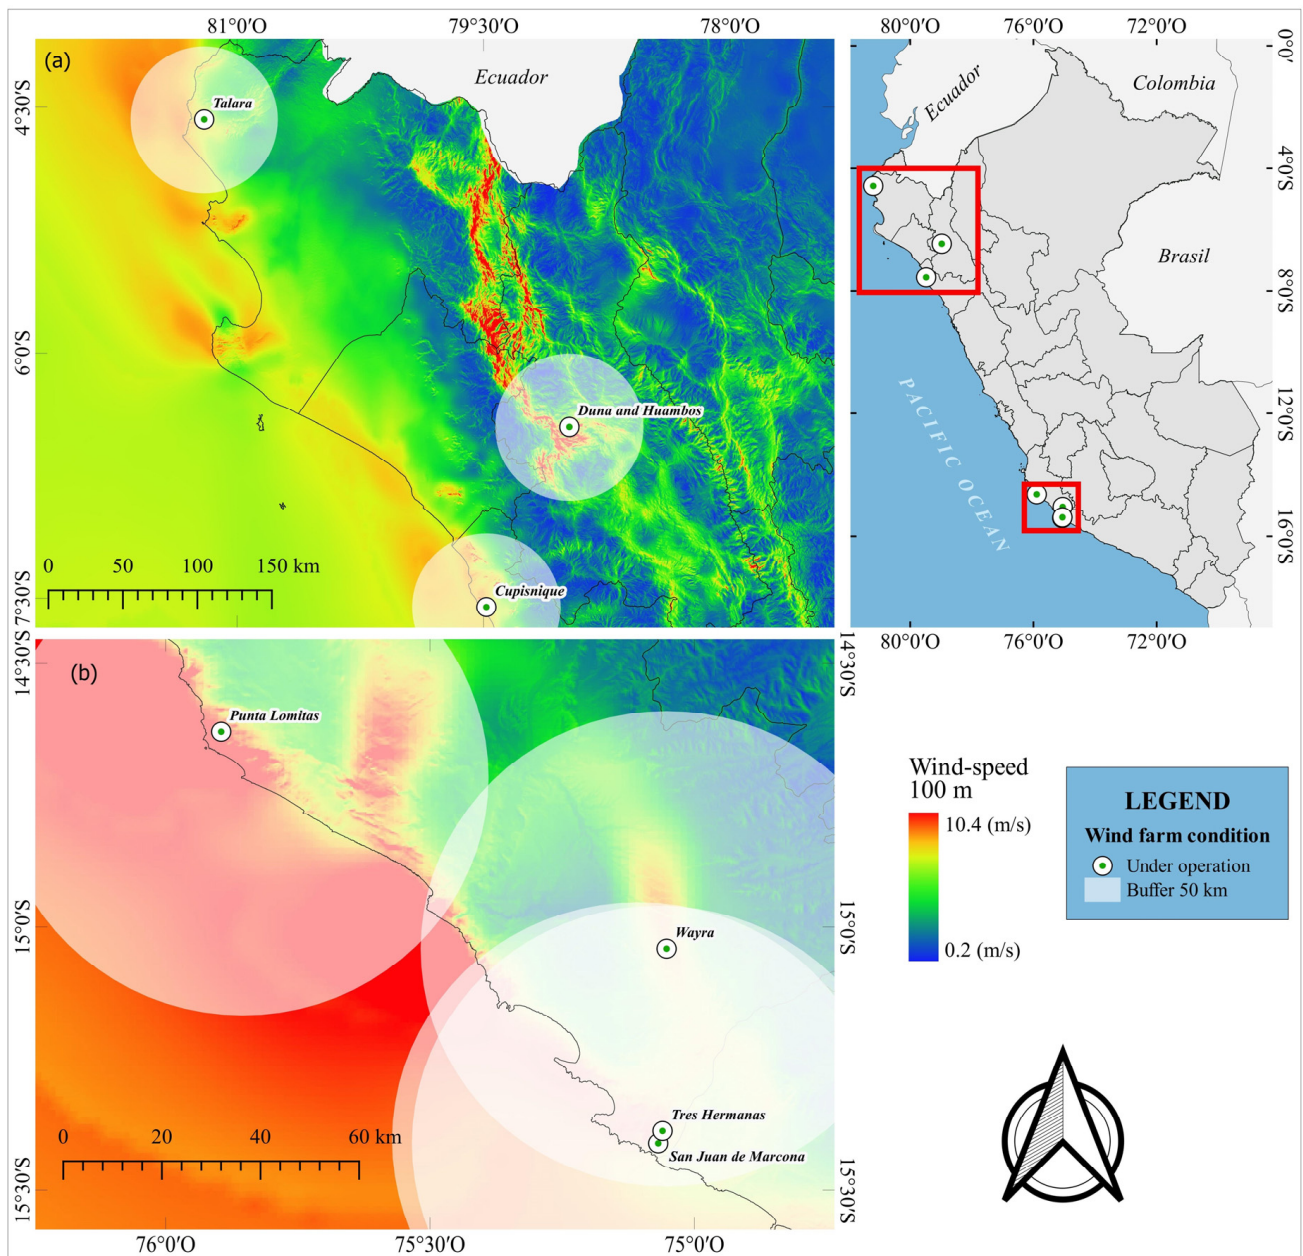 81°0′O 79°30′O 78°0′O
(a)
4°30′S
6°0′S
7°30′S
Ecuador
Talara
Duna and Huambos
Cupisnique
0 50 100 150 km
80°0′O 76°0′O 72°0′O
0°0′
4°0′S
8°0′S
12°0′S
16°0′S
Ecuador
Colombia
Brasil
PACIFIC OCEAN
80°0′O 76°0′O 72°0′O
(b)
14°30′S
15°0′S
15°30′S
14°30′S
15°0′S
15°30′S
Punta Lomitas
Wayra
Tres Hermanas
San Juan de Marcona
0 20 40 60 km
76°0′O 75°30′O 75°0′O
Wind-speed
100 m
10.4 (m/s)
0.2 (m/s)
LEGEND
Wind farm condition
Under operation
Buffer 50 km